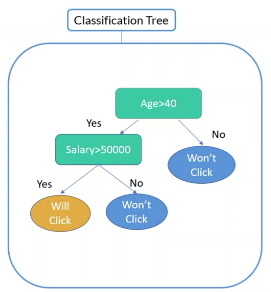 Classification Tree
Age>40
Yes
No
Salary>50000
Won't
Click
Yes
No
Will
Click
Won't
Click